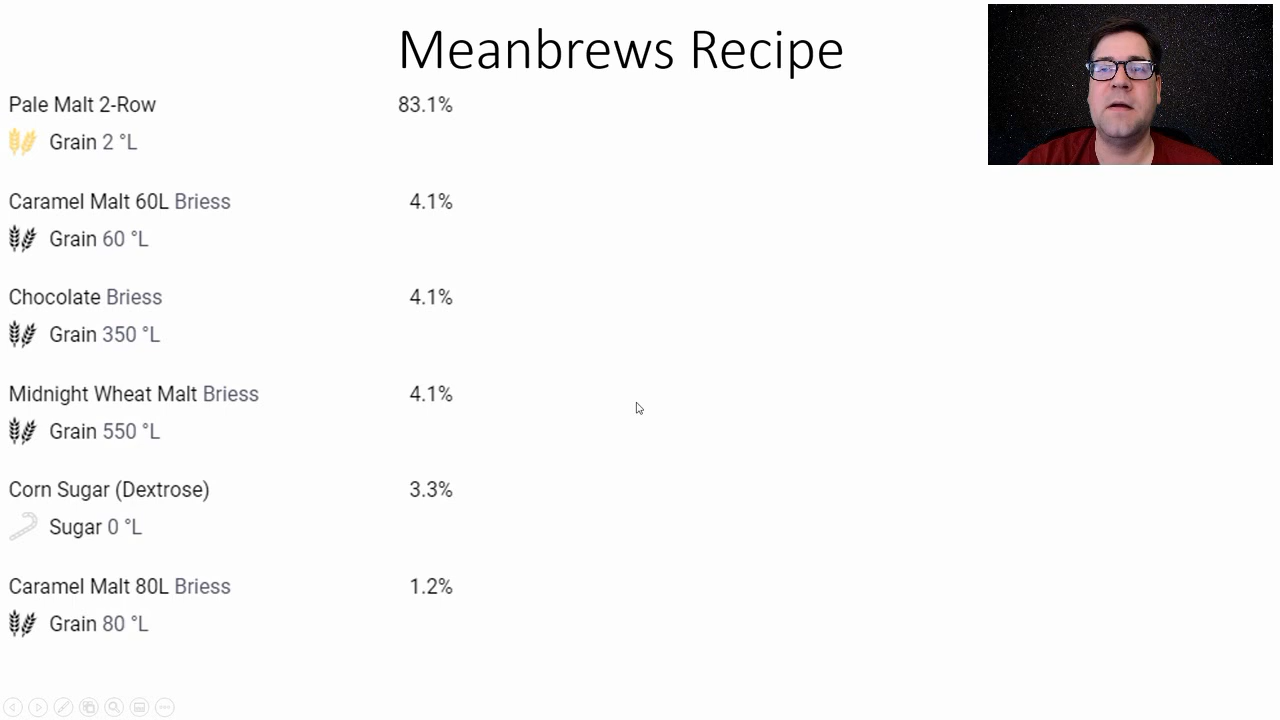 Meanbrews Recipe
Pale Malt 2-Row 83.1%
Grain 2 °L
Caramel Malt 60L Briess 4.1%
Grain 60 °L
Chocolate Briess 4.1%
Grain 350 °L
Midnight Wheat Malt Briess 4.1%
Grain 550 °L
Corn Sugar (Dextrose) 3.3%
Sugar 0 °L
Caramel Malt 80L Briess 1.2%
Grain 80 °L